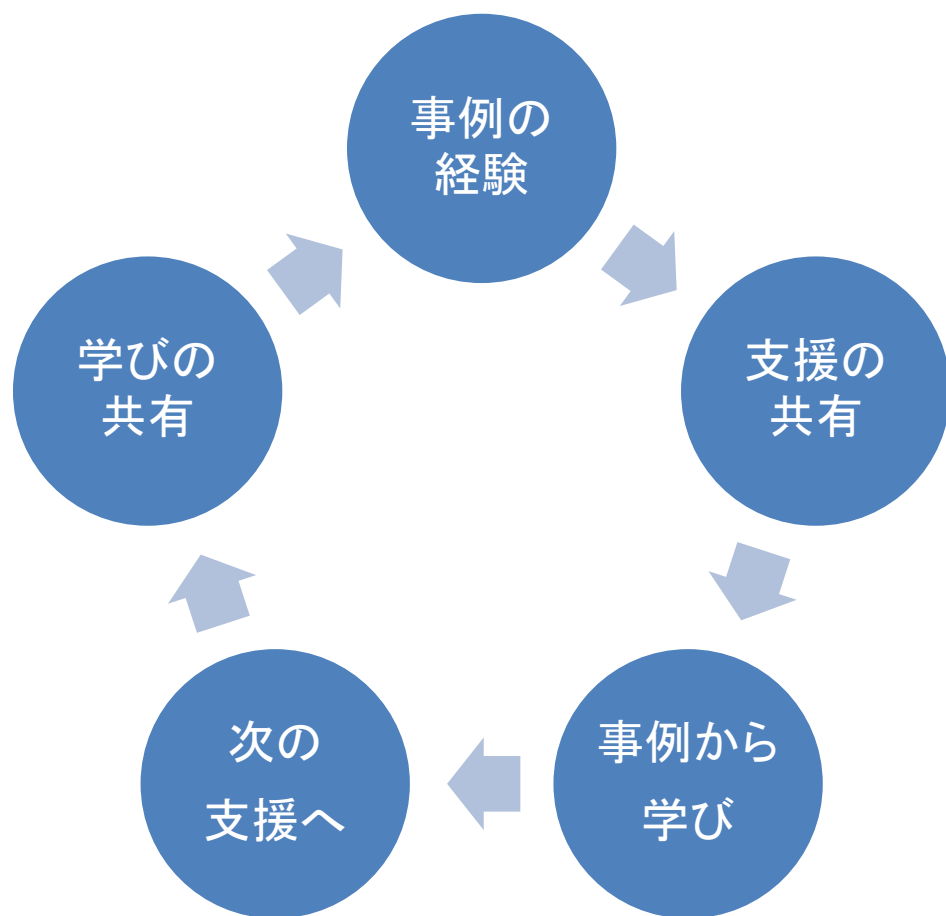 事例の
経験
支援の
共有
事例から
学び
次の
支援へ
学びの
共有